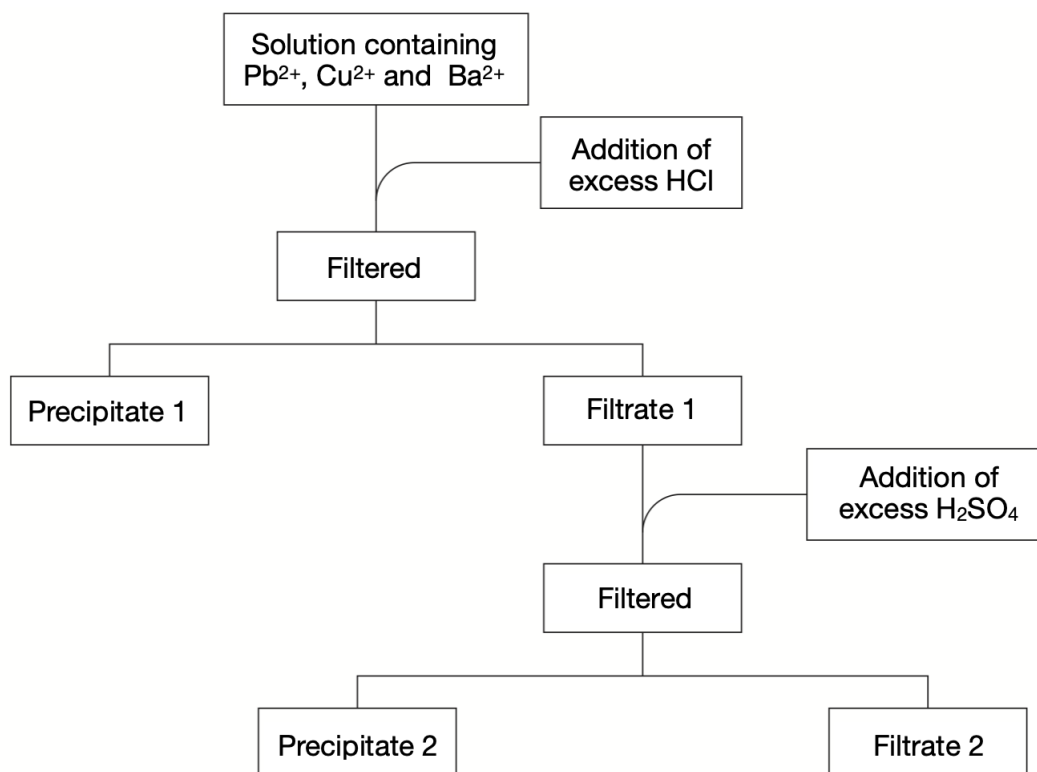 Solution containing
Pb²⁺, Cu²⁺ and Ba²⁺
Addition of
excess HCl
Filtered
Precipitate 1
Filtrate 1
Addition of
excess H₂SO₄
Filtered
Precipitate 2
Filtrate 2